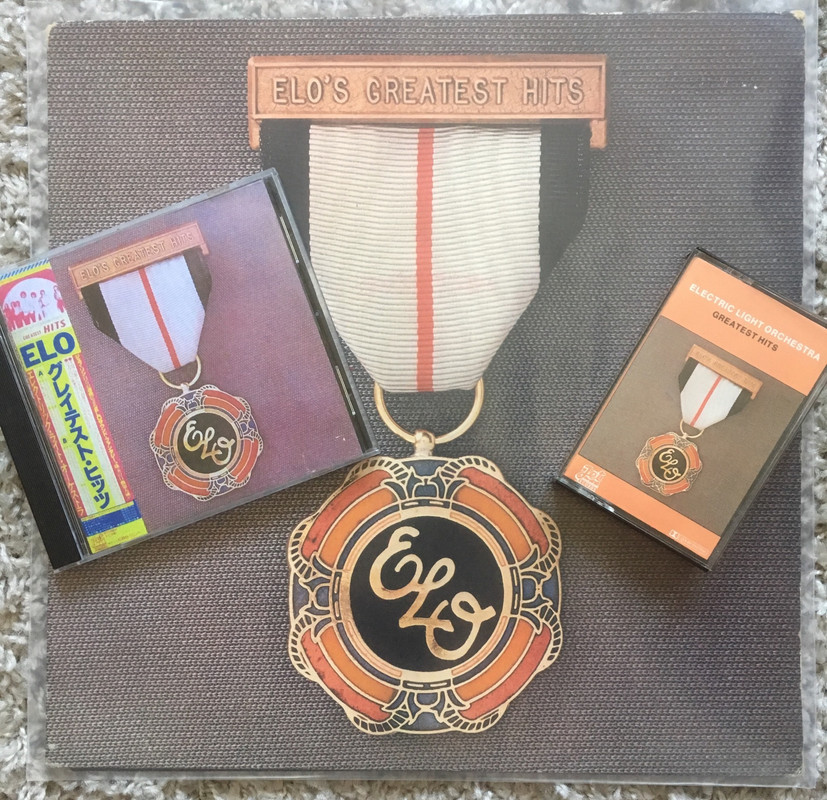 ELO'S GREATEST HITS
ELO
ELO'S GREATEST HITS
GREATEST HITS
ELO
グレイテスト・ヒッツ
ELO
ELECTRIC LIGHT ORCHESTRA
GREATEST HITS
ELO